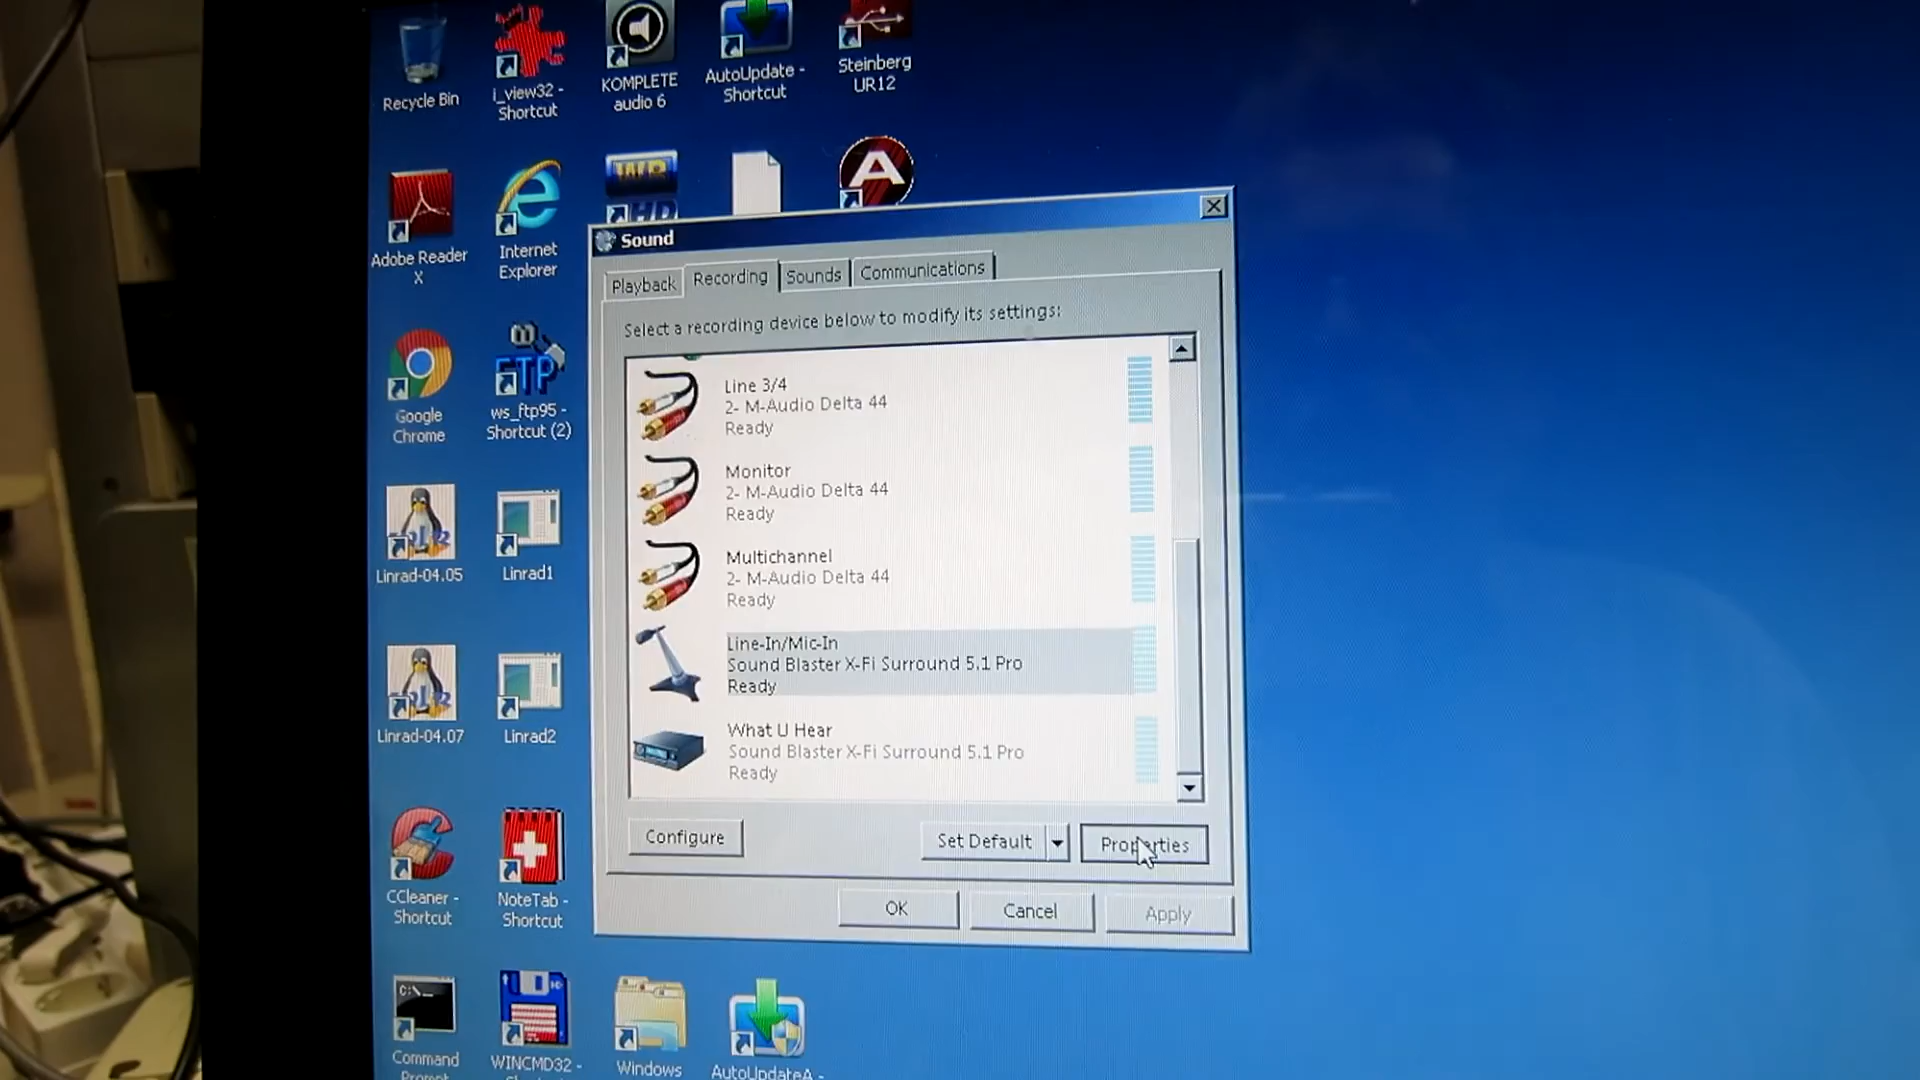 Recycle Bin
i_view32 -
Shortcut
KOMPLETE
audio 6
AutoUpdate -
Shortcut
Steinberg
UR12
Adobe Reader
X
Internet
Explorer
WR
HD
A
Google
Chrome
FTP
ws_ftp95 -
Shortcut (2)
Linrad-04.05
Linrad1
Linrad-04.07
Linrad2
CCleaner -
Shortcut
NoteTab -
Shortcut
C:\_
Command
Prompt
WINCMD32 -
Windows
AutoUpdateA -
Sound
Playback
Recording
Sounds
Communications
Select a recording device below to modify its settings:
Line 3/4
2- M-Audio Delta 44
Ready
Monitor
2- M-Audio Delta 44
Ready
Multichannel
2- M-Audio Delta 44
Ready
Line-In/Mic-In
Sound Blaster X-Fi Surround 5.1 Pro
Ready
What U Hear
Sound Blaster X-Fi Surround 5.1 Pro
Ready
Configure
Set Default
Properties
OK
Cancel
Apply